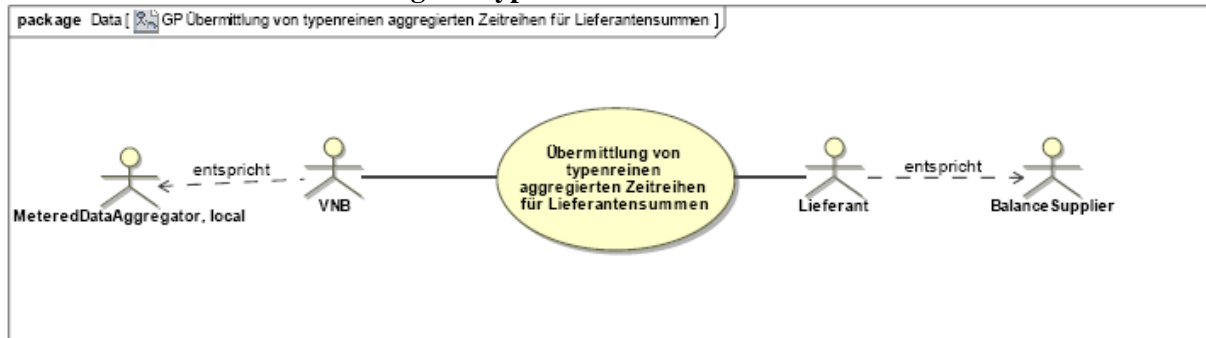 package Data [ GP Übermittlung von typenreinen aggregierten Zeitreihen für Lieferantensummen ]
Übermittlung von
typenreinen
aggregierten Zeitreihen
für Lieferantensummen
entspricht
entspricht
MeteredDataAggregator, local
VNB
Lieferant
BalanceSupplier